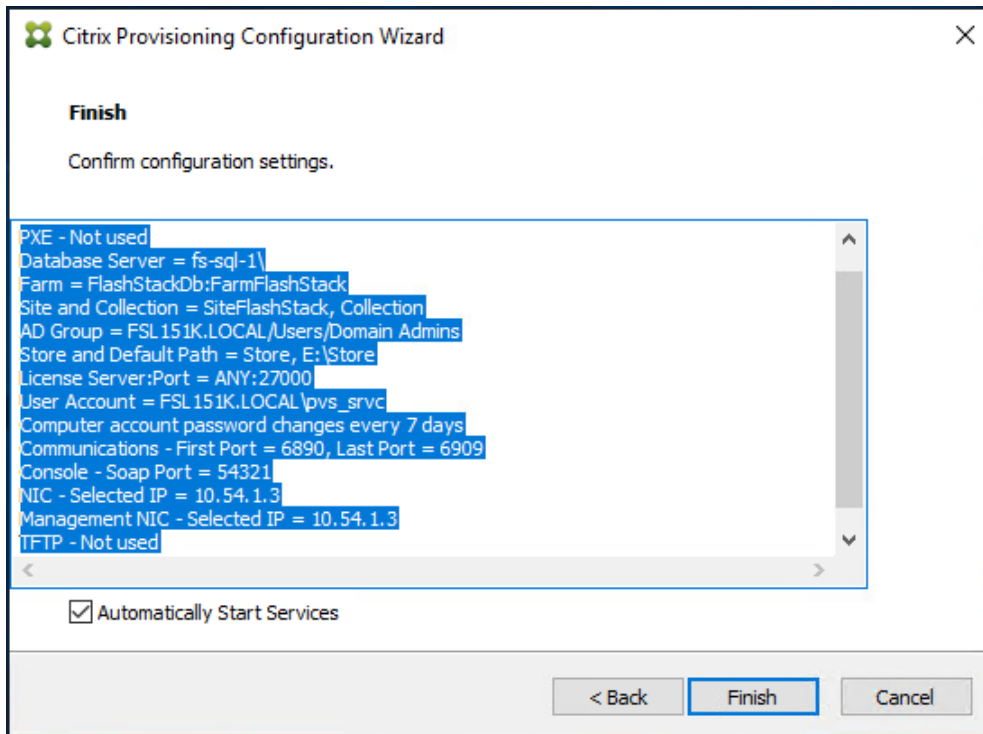 Citrix Provisioning Configuration Wizard
Finish
Confirm configuration settings.
PXE - Not used
Database Server = fs-sql-1\
Farm = FlashStackDb:FarmFlashStack
Site and Collection = SiteFlashStack, Collection
AD Group = FSL151K.LOCAL/Users/Domain Admins
Store and Default Path = Store, E:\Store
License Server:Port = ANY:27000
User Account = FSL151K.LOCAL\pvs_srvc
Computer account password changes every 7 days
Communications - First Port = 6890, Last Port = 6909
Console - Soap Port = 54321
NIC - Selected IP = 10.54.1.3
Management NIC - Selected IP = 10.54.1.3
TFTP - Not used
Automatically Start Services
< Back Finish Cancel